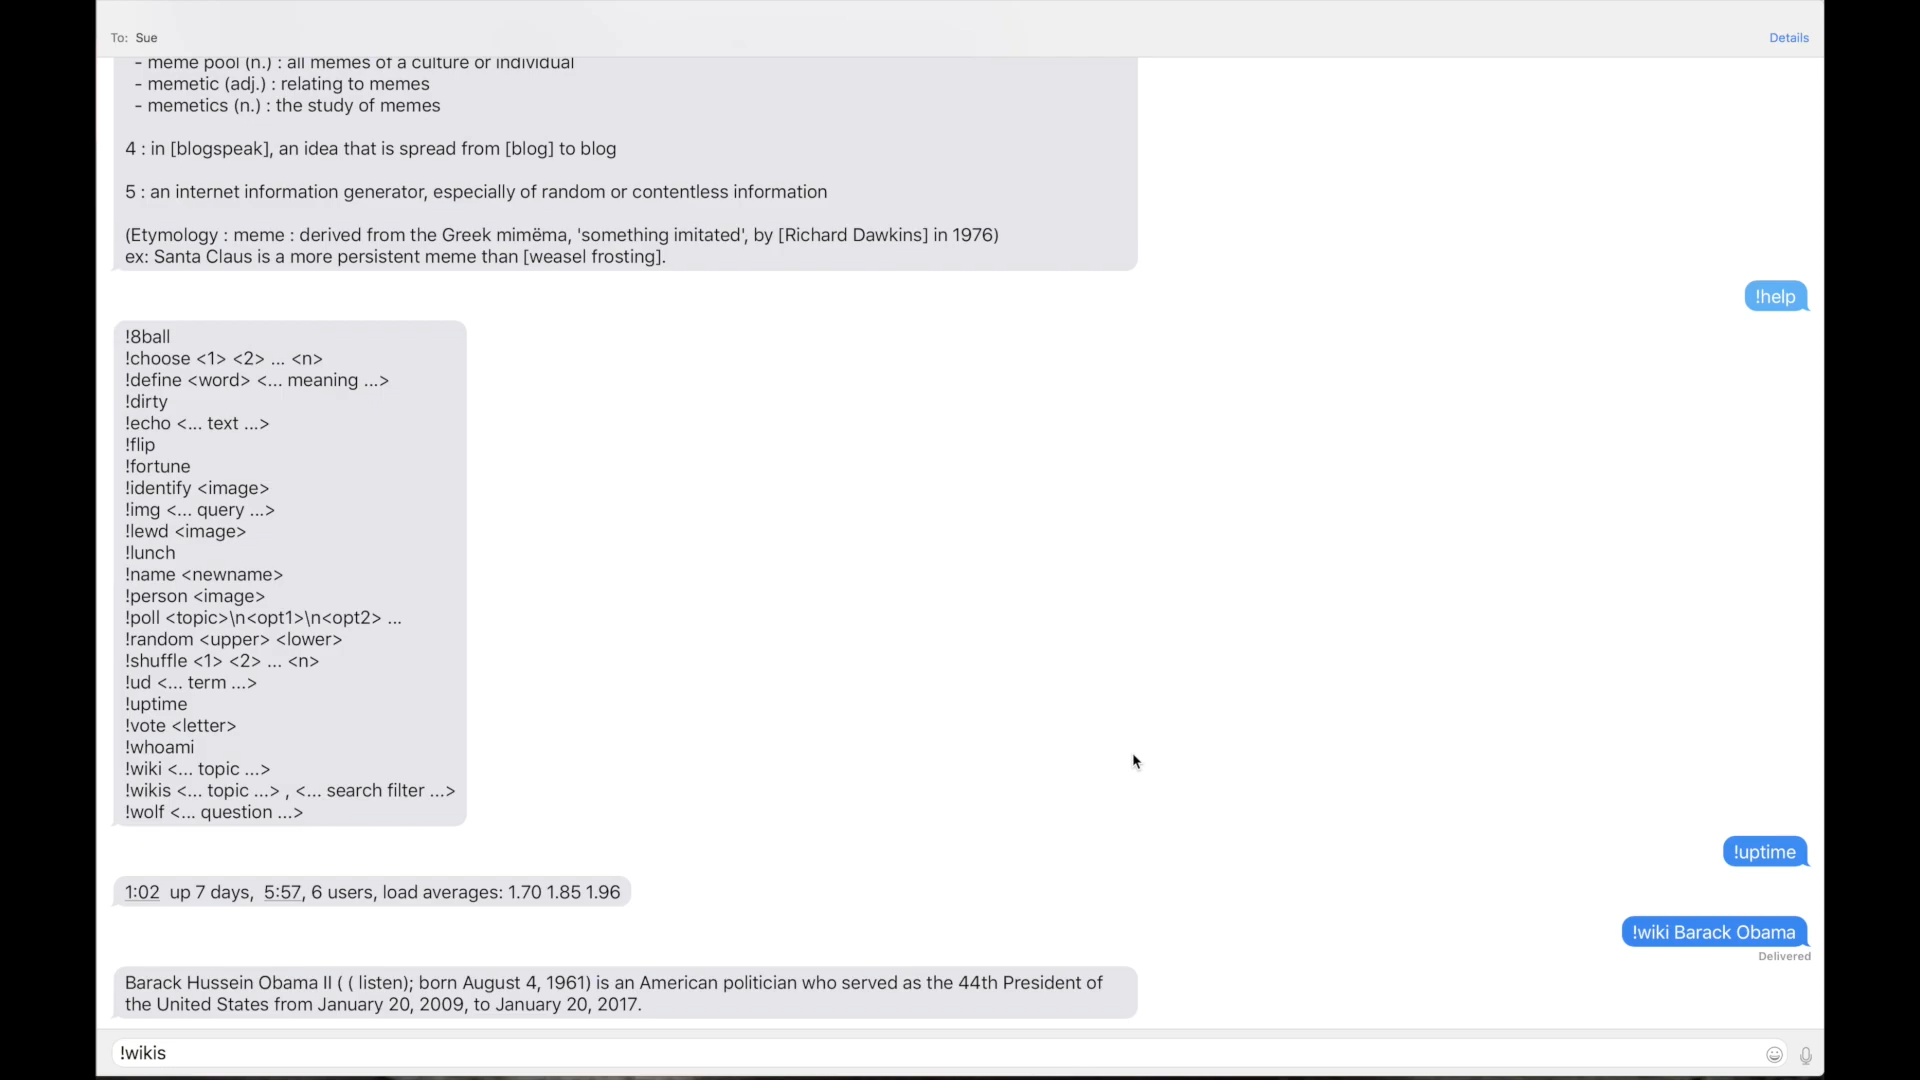 To: Sue
Details
- meme pool (n.) : all memes of a culture or individual
- memetic (adj.) : relating to memes
- memetics (n.) : the study of memes
4 : in [blogspeak], an idea that is spread from [blog] to blog
5 : an internet information generator, especially of random or contentless information
(Etymology : meme : derived from the Greek mimëma, 'something imitated', by [Richard Dawkins] in 1976)
ex: Santa Claus is a more persistent meme than [weasel frosting].
!help
!8ball
!choose <1> <2> ... <n>
!define <word> <... meaning ...>
!dirty
!echo <... text ...>
!flip
!fortune
!identify <image>
!img <... query ...>
!lewd <image>
!lunch
!name <newname>
!person <image>
!poll <topic>\n<opt1>\n<opt2> ...
!random <upper> <lower>
!shuffle <1> <2> ... <n>
!ud <... term ...>
!uptime
!vote <letter>
!whoami
!wiki <... topic ...>
!wikis <... topic ...> , <... search filter ...>
!wolf <... question ...>
!uptime
1:02  up 7 days,  5:57, 6 users, load averages: 1.70 1.85 1.96
!wiki Barack Obama
Delivered
Barack Hussein Obama II ( ( listen); born August 4, 1961) is an American politician who served as the 44th President of
the United States from January 20, 2009, to January 20, 2017.
!wikis